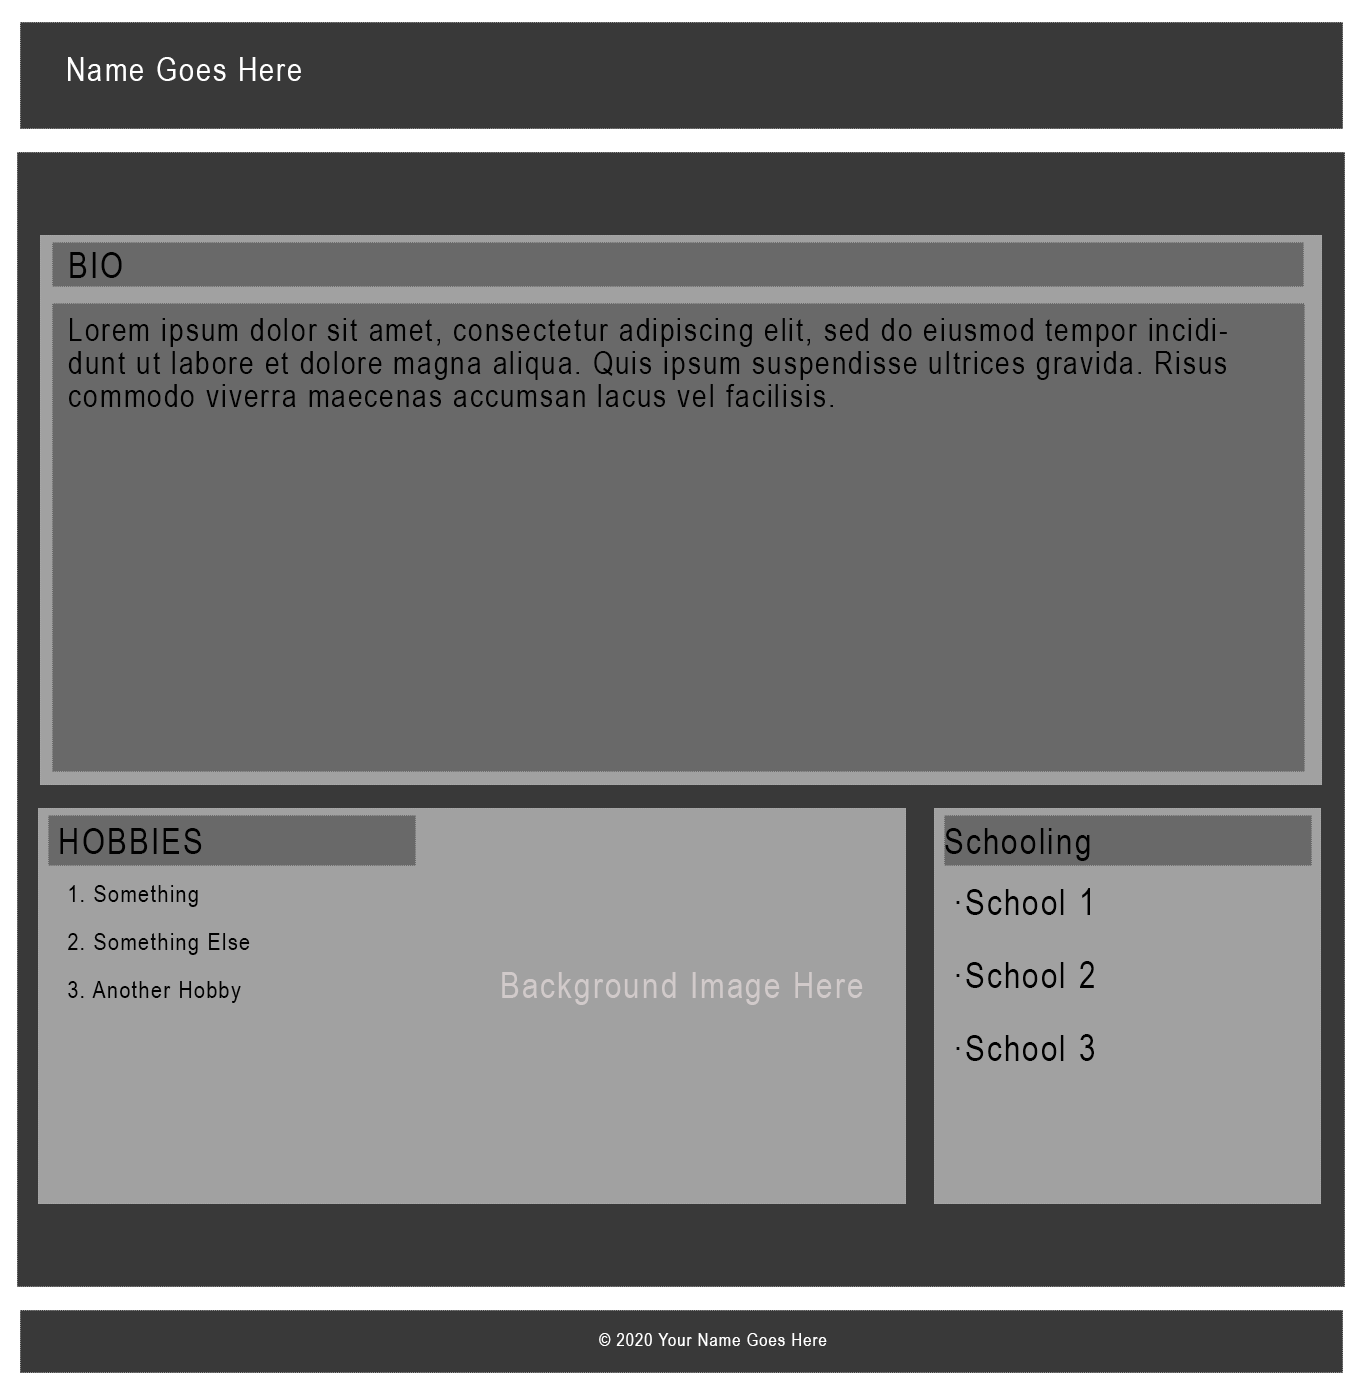 Name Goes Here
BIO
Lorem ipsum dolor sit amet, consectetur adipiscing elit, sed do eiusmod tempor incidi-
dunt ut labore et dolore magna aliqua. Quis ipsum suspendisse ultrices gravida. Risus
commodo viverra maecenas accumsan lacus vel facilisis.
HOBBIES
1. Something
2. Something Else
3. Another Hobby
Background Image Here
Schooling
·School 1
·School 2
·School 3
© 2020 Your Name Goes Here